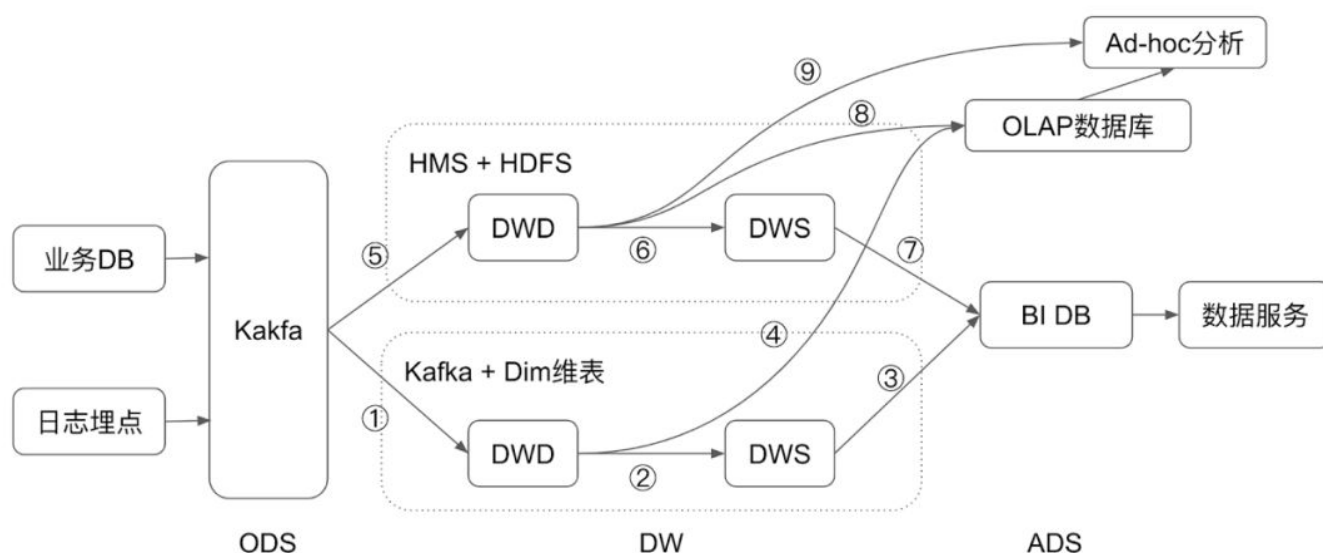 Ad-hoc分析
⑨
⑧
OLAP数据库
HMS + HDFS
DWD
DWS
业务DB
⑤
⑥
⑦
Kakfa
BI DB
数据服务
④
Kafka + Dim维表
③
日志埋点
①
DWD
DWS
②
ODS
DW
ADS